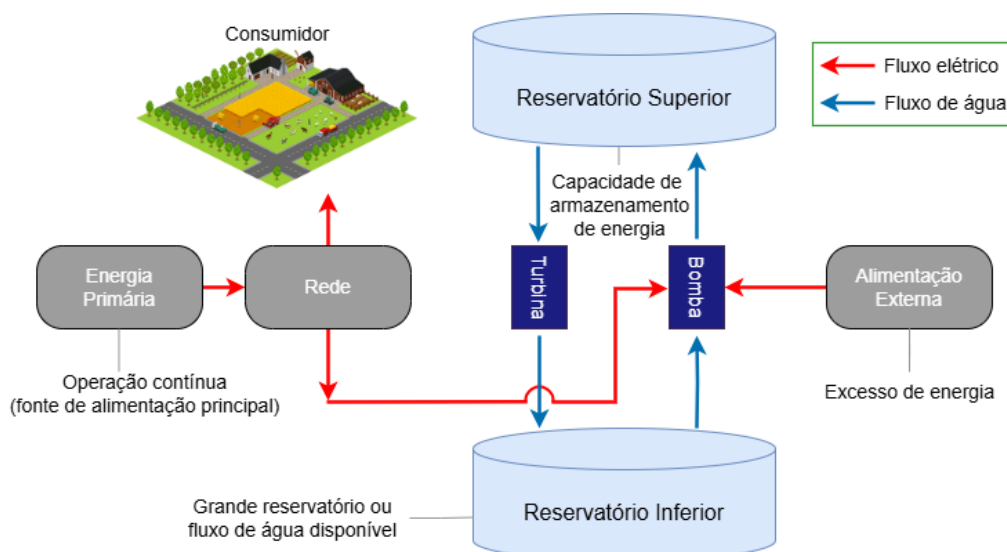 Consumidor
Reservatório Superior
Fluxo elétrico
Fluxo de água
Capacidade de
armazenamento
de energia
Energia
Primária
Rede
Turbina
Bomba
Alimentação
Externa
Operação contínua
(fonte de alimentação principal)
Excesso de energia
Grande reservatório ou
fluxo de água disponível
Reservatório Inferior